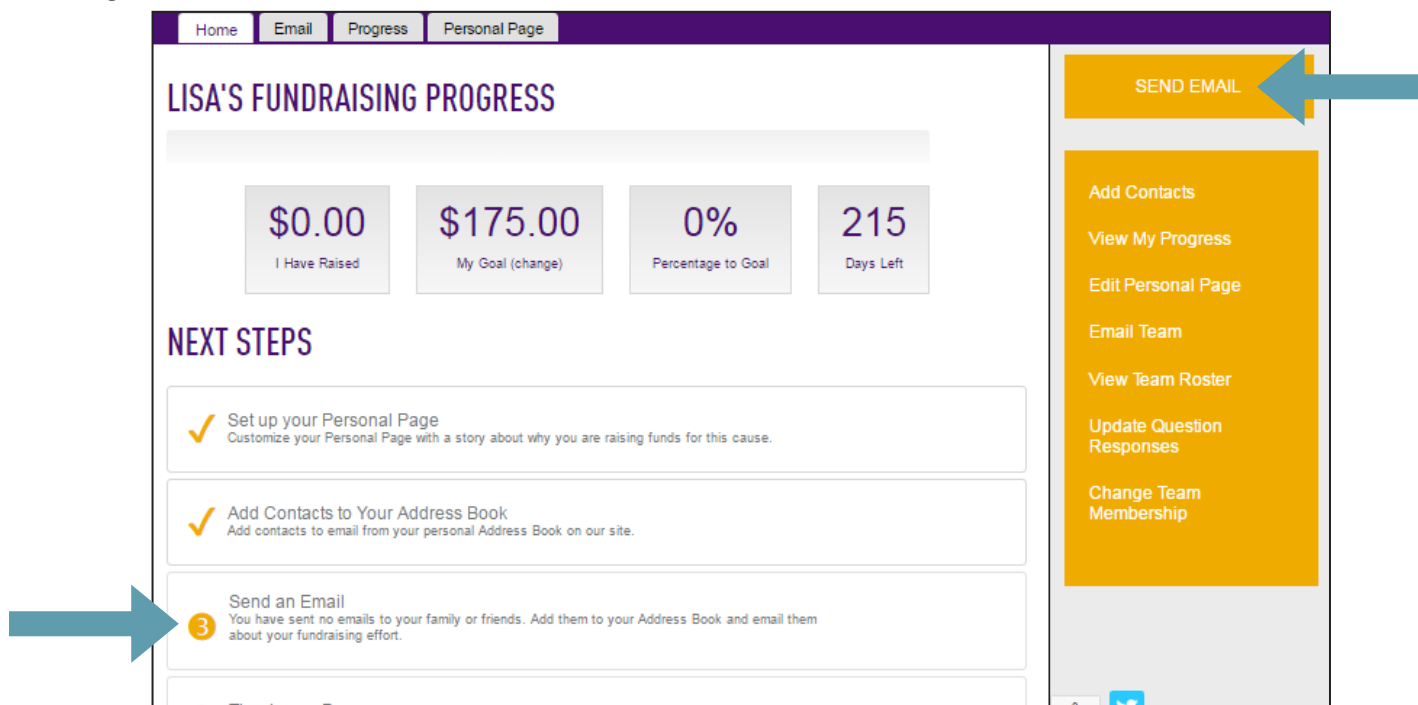 Home
Email
Progress
Personal Page
LISA'S FUNDRAISING PROGRESS
$0.00
I Have Raised
$175.00
My Goal (change)
0%
Percentage to Goal
215
Days Left
NEXT STEPS
Set up your Personal Page
Customize your Personal Page with a story about why you are raising funds for this cause.
Add Contacts to Your Address Book
Add contacts to email from your personal Address Book on our site.
3
Send an Email
You have sent no emails to your family or friends. Add them to your Address Book and email them
about your fundraising effort.
SEND EMAIL
Add Contacts
View My Progress
Edit Personal Page
Email Team
View Team Roster
Update Question
Responses
Change Team
Membership